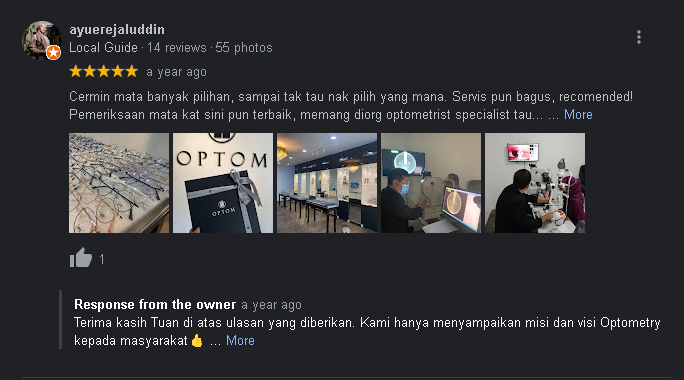 ayuerejaluddin
Local Guide · 14 reviews · 55 photos
a year ago
Cermin mata banyak pilihan, sampai tak tau nak pilih yang mana. Servis pun bagus, recomended!
Pemeriksaan mata kat sini pun terbaik, memang diorg optometrist specialist tau... ... More
OPTOM
OPTOM
1
Response from the owner a year ago
Terima kasih Tuan di atas ulasan yang diberikan. Kami hanya menyampaikan misi dan visi Optometry
kepada masyarakat👍 ... More